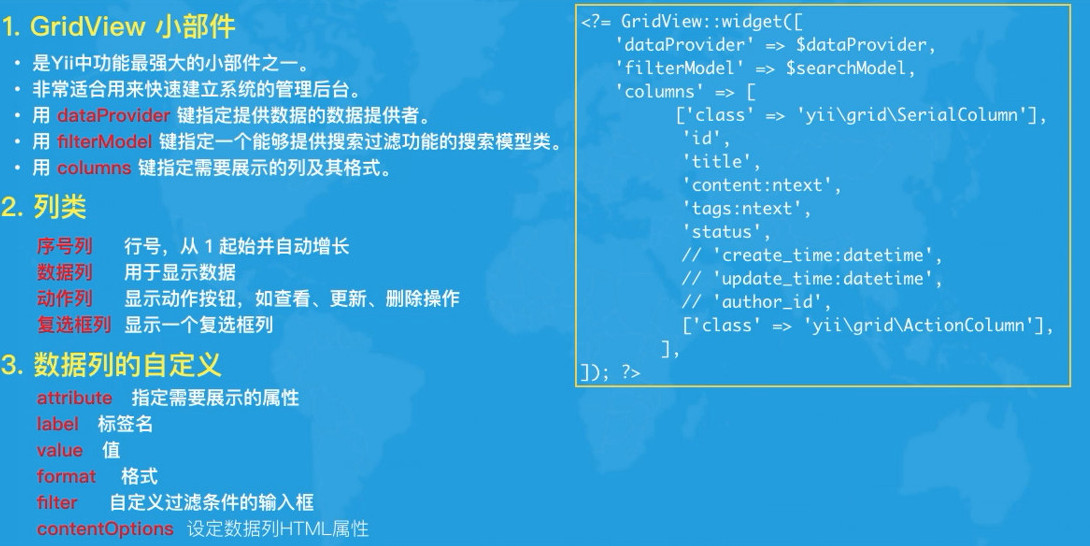 1. GridView 小部件
• 是Yii中功能最强大的小部件之一。
• 非常适合用来快速建立系统的管理后台。
• 用 dataProvider 键指定提供数据的数据提供者。
• 用 filterModel 键指定一个能够提供搜索过滤功能的搜索模型类。
• 用 columns 键指定需要展示的列及其格式。
2. 列类
序号列 行号，从 1 起始并自动增长
数据列 用于显示数据
动作列 显示动作按钮，如查看、更新、删除操作
复选框列 显示一个复选框列
3. 数据列的自定义
attribute 指定需要展示的属性
label 标签名
value 值
format 格式
filter 自定义过滤条件的输入框
contentOptions 设定数据列HTML属性
<?= GridView::widget([
'dataProvider' => $dataProvider,
'filterModel' => $searchModel,
'columns' => [
['class' => 'yii\grid\SerialColumn'],
'id',
'title',
'content:ntext',
'tags:ntext',
'status',
// 'create_time:datetime',
// 'update_time:datetime',
// 'author_id',
['class' => 'yii\grid\ActionColumn'],
],
]); ?>